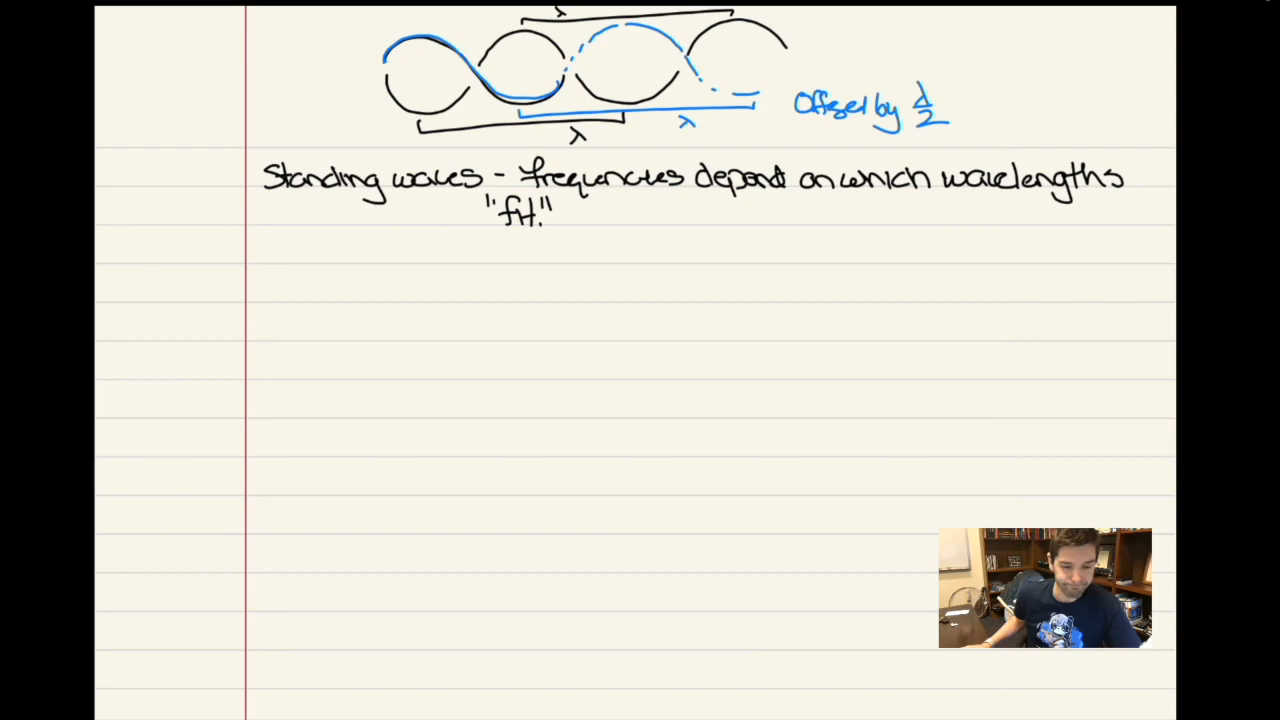 λ
λ
λ
Offset by λ/2
Standing waves - frequencies depend on which wavelengths
"fit."